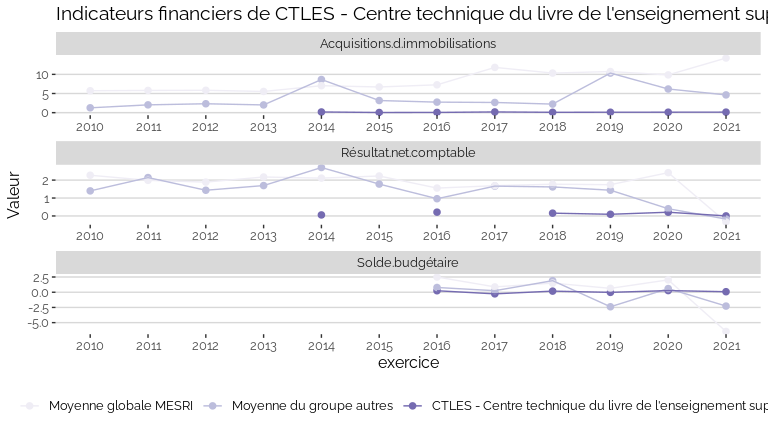 Indicateurs financiers de CTLES - Centre technique du livre de l'enseignement
Acquisitions.d.immobilisations
10
5
0
2010 2011 2012 2013 2014 2015 2016 2017 2018 2019 2020 2021
Résultat.net.comptable
2
1
0
2010 2011 2012 2013 2014 2015 2016 2017 2018 2019 2020 2021
Solde.budgétaire
2.5
0.0
−2.5
−5.0
2010 2011 2012 2013 2014 2015 2016 2017 2018 2019 2020 2021
Valeur
exercice
Moyenne globale MESRI Moyenne du groupe autres CTLES - Centre technique du livre de l'enseignement